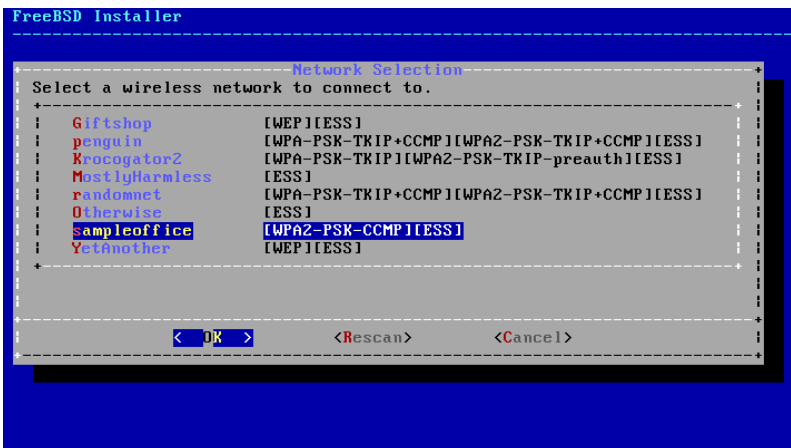 FreeBSD Installer
Network Selection
Select a wireless network to connect to.
Giftshop [WEP][ESS]
penguin [WPA-PSK-TKIP+CCMP][WPA2-PSK-TKIP+CCMP][ESS]
Krocogator2 [WPA-PSK-TKIP][WPA2-PSK-TKIP-preauth][ESS]
MostlyHarmless [ESS]
randomnet [WPA-PSK-TKIP+CCMP][WPA2-PSK-TKIP+CCMP][ESS]
Otherwise [ESS]
sampleoffice [WPA2-PSK-CCMP][ESS]
YetAnother [WEP][ESS]
< OK > <Rescan> <Cancel>